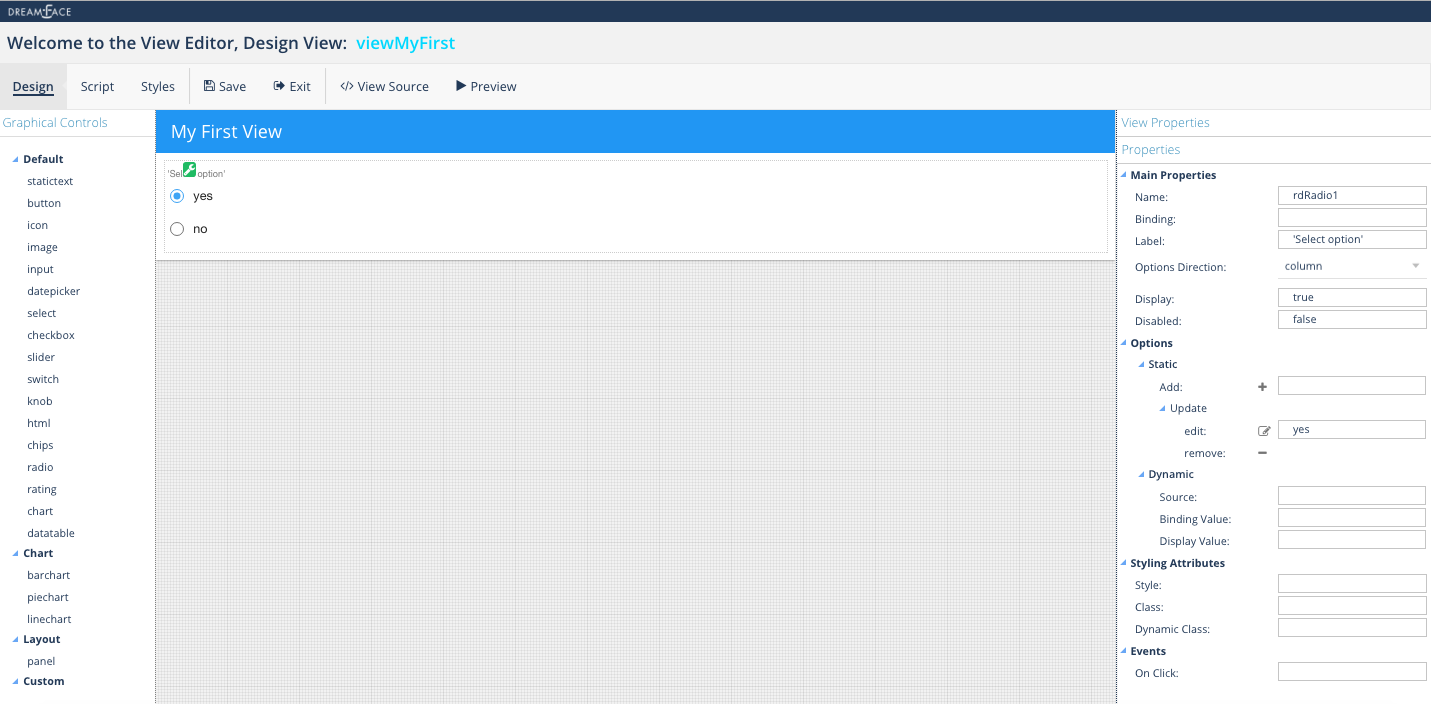 DREAMFACE
Welcome to the View Editor, Design View: viewMyFirst
Design Script Styles Save Exit </> View Source Preview
Graphical Controls
Default
statictext
button
icon
image
input
datepicker
select
checkbox
slider
switch
knob
html
chips
radio
rating
chart
datatable
Chart
barchart
piechart
linechart
Layout
panel
Custom
My First View
'Sel option'
yes
no
View Properties
Properties
Main Properties
Name: rdRadio1
Binding:
Label: 'Select option'
Options Direction: column
Display: true
Disabled: false
Options
Static
Add:
Update
edit: yes
remove:
Dynamic
Source:
Binding Value:
Display Value:
Styling Attributes
Style:
Class:
Dynamic Class:
Events
On Click: